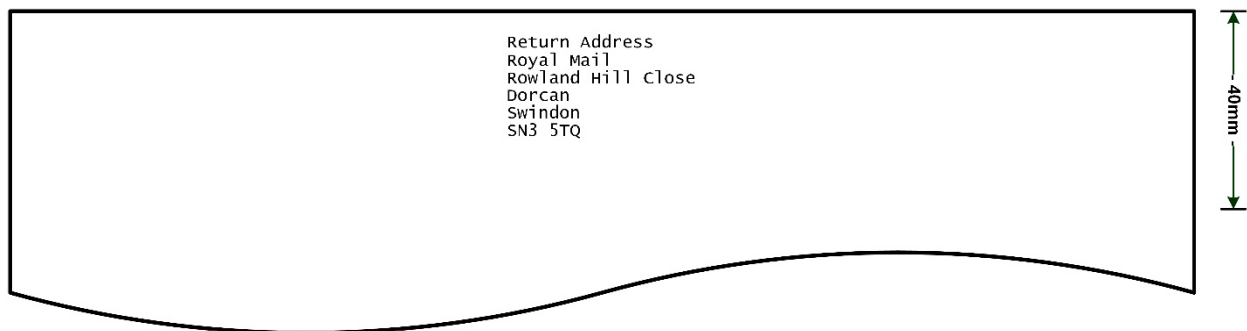 Return Address
Royal Mail
Rowland Hill Close
Dorcan
Swindon
SN3 5TQ
40mm